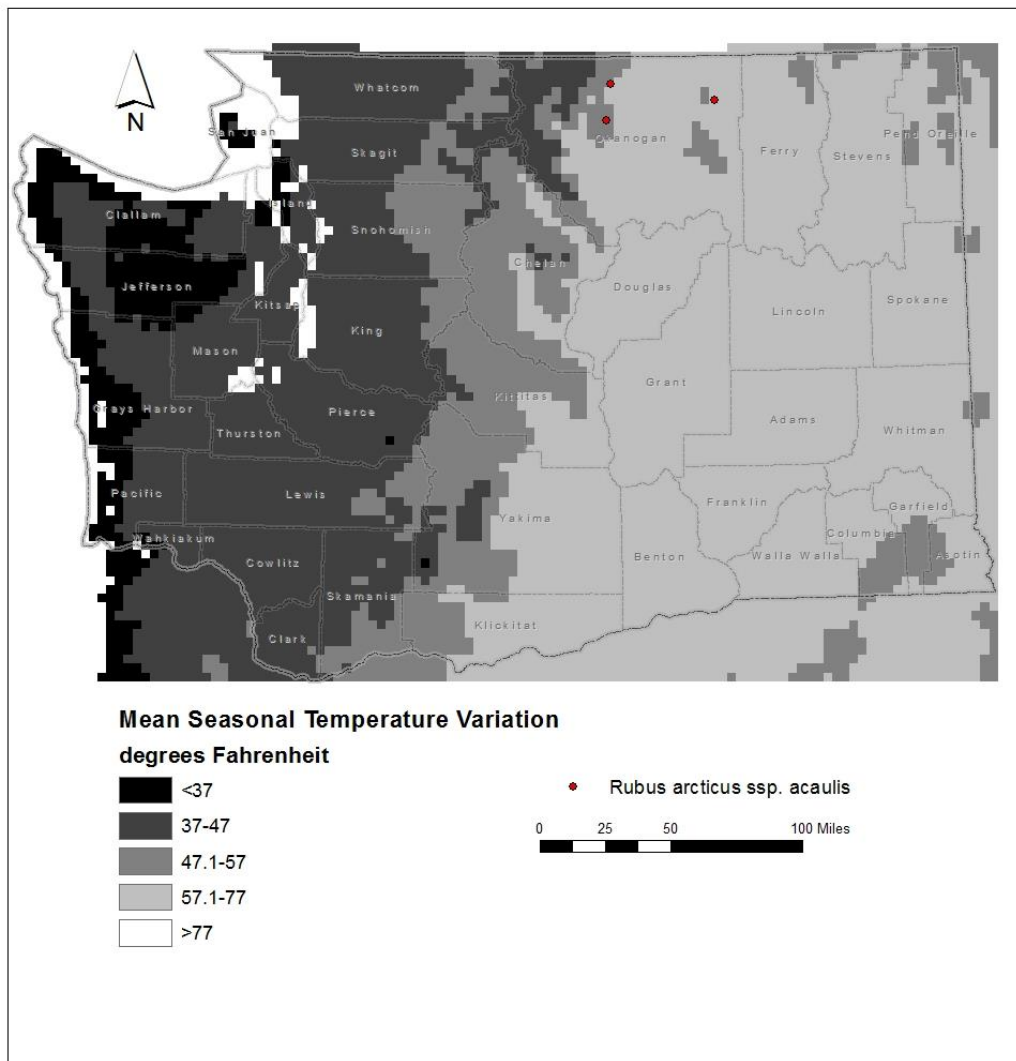 N
Whatcom
San Juan
Okanogan
Pend Oreille
Skagit
Ferry
Stevens
Island
Clallam
Snohomish
Chelan
Jefferson
Douglas
Kitsap
Lincoln
Spokane
King
Mason
Grant
Kittitas
Grays Harbor
Pierce
Adams
Thurston
Whitman
Pacific
Lewis
Franklin
Garfield
Yakima
Columbia
Wahkiakum
Benton
Walla Walla
Asotin
Cowlitz
Skamania
Klickitat
Clark
Mean Seasonal Temperature Variation
degrees Fahrenheit
<37
37-47
47.1-57
57.1-77
>77
Rubus arcticus ssp. acaulis
0 25 50 100 Miles